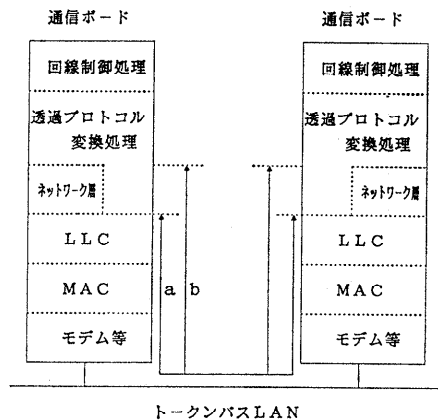 通信ボード
回線制御処理
透過プロトコル
変換処理
ネットワーク層
LLC
MAC
モデム等
a b
通信ボード
回線制御処理
透過プロトコル
変換処理
ネットワーク層
LLC
MAC
モデム等
トークンバスLAN